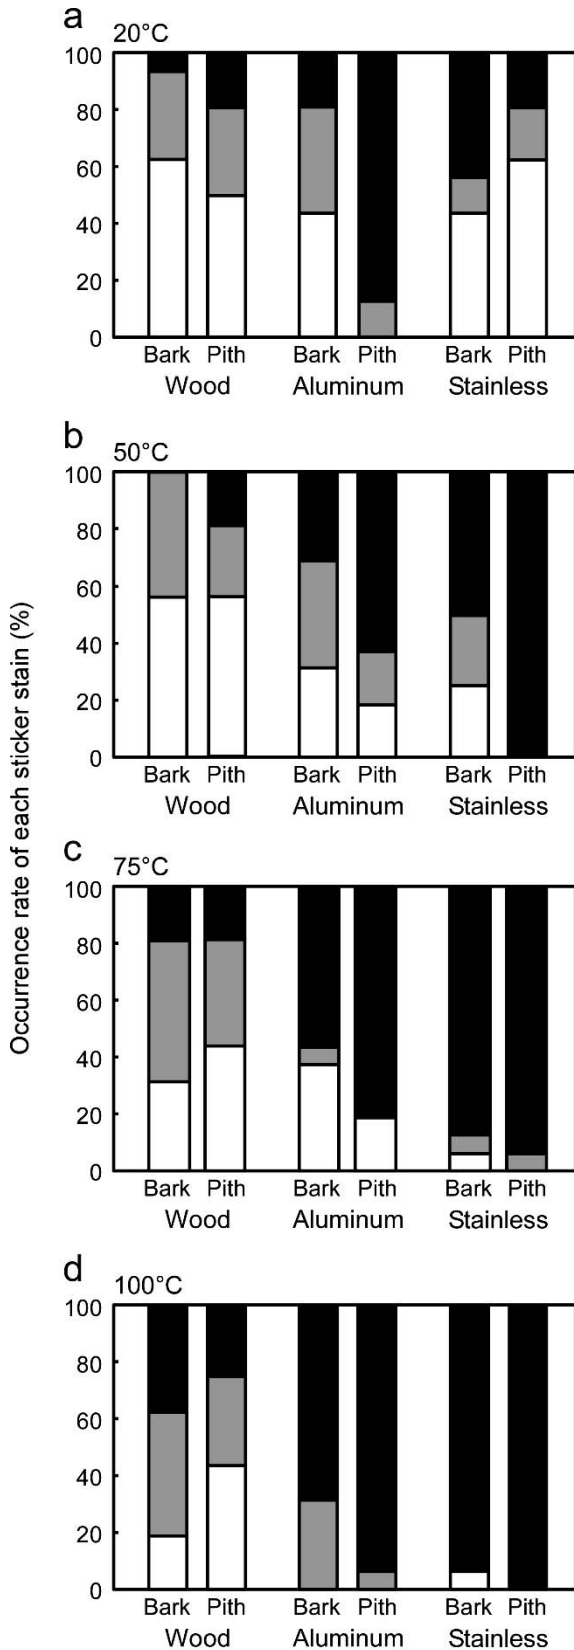 Occurrence rate of each sticker stain (%)
a
20°C
100
80
60
40
20
0
Bark Pith Bark Pith Bark Pith
Wood Aluminum Stainless
b
50°C
100
80
60
40
20
0
Bark Pith Bark Pith Bark Pith
Wood Aluminum Stainless
c
75°C
100
80
60
40
20
0
Bark Pith Bark Pith Bark Pith
Wood Aluminum Stainless
d
100°C
100
80
60
40
20
0
Bark Pith Bark Pith Bark Pith
Wood Aluminum Stainless